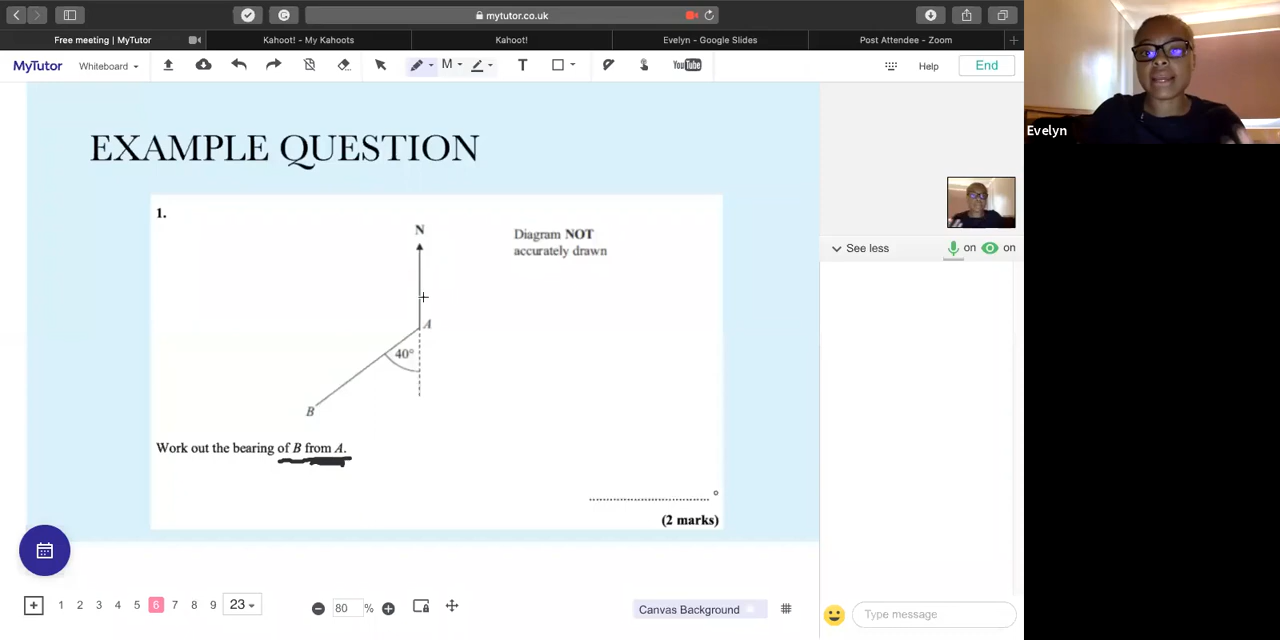 mytutor.co.uk
Free meeting | MyTutor
Kahoot! - My Kahoots
Kahoot!
Evelyn - Google Slides
Post Attendee - Zoom
MyTutor
Whiteboard
M
T
YouTube
Help
End
Evelyn
EXAMPLE QUESTION
1.
N
Diagram NOT
accurately drawn
A
40°
B
Work out the bearing of B from A.
°
(2 marks)
See less
on
on
1 2 3 4 5 6 7 8 9 23
80 %
Canvas Background
Type message